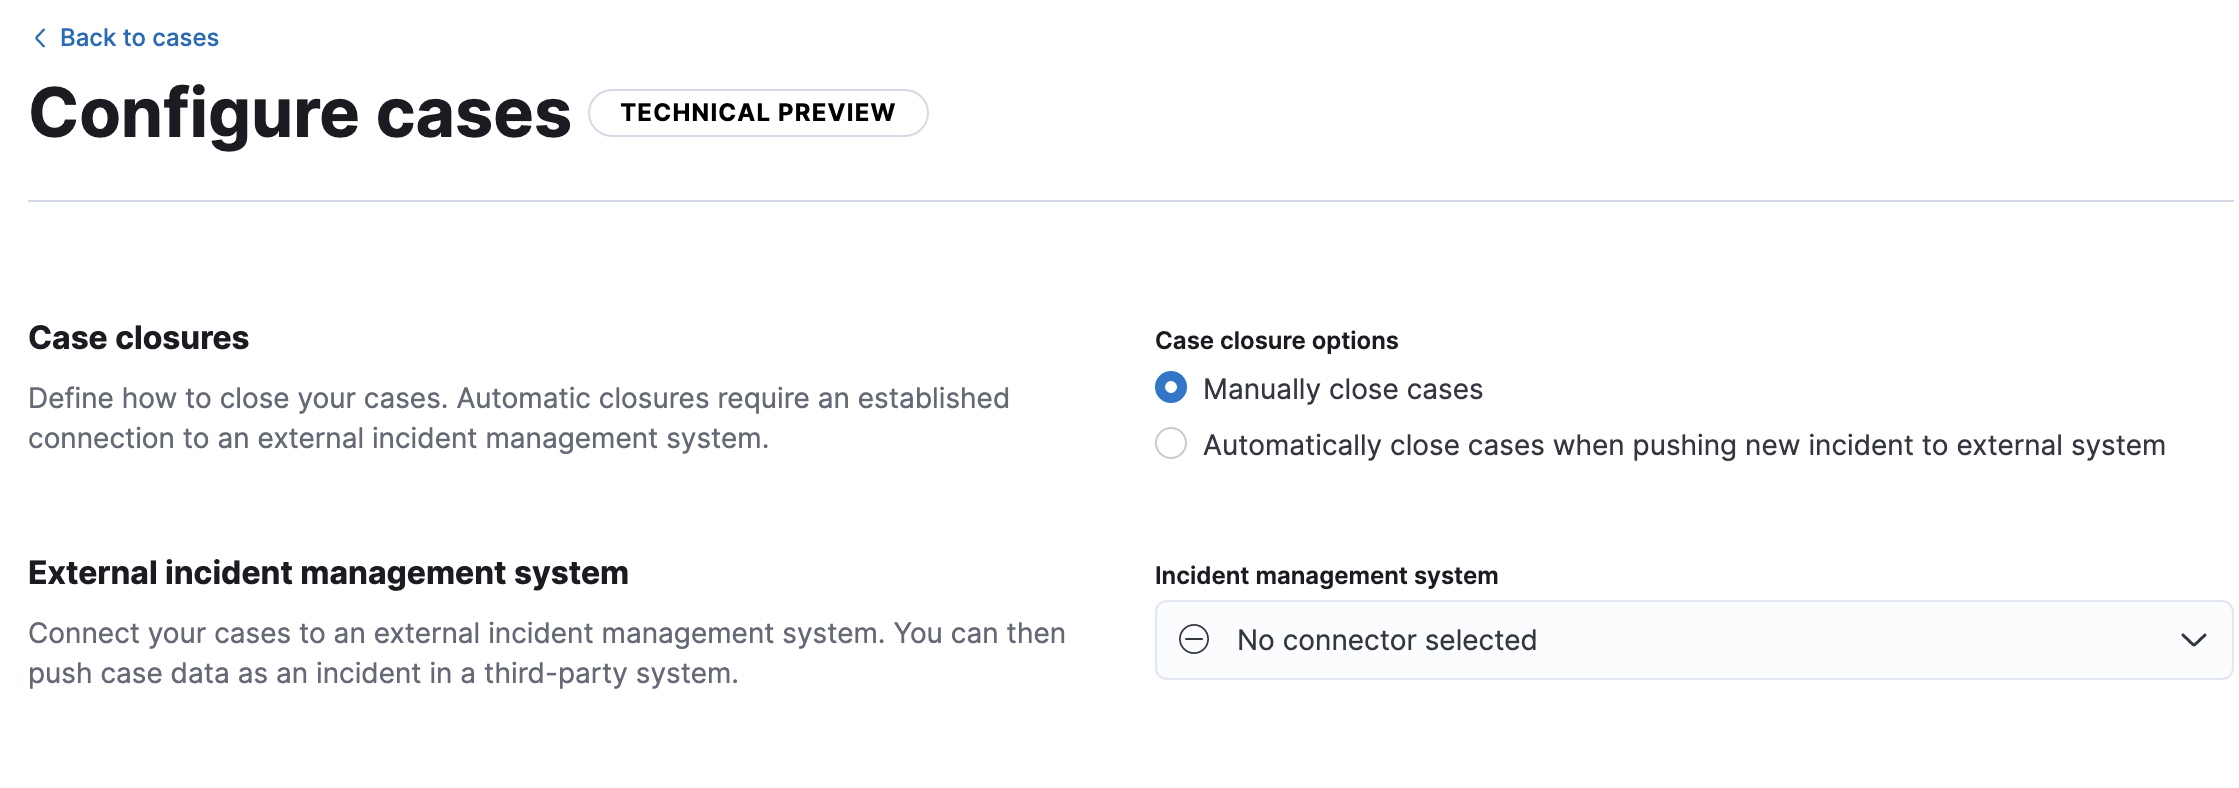 Back to cases
Configure cases TECHNICAL PREVIEW
Case closures
Define how to close your cases. Automatic closures require an established
connection to an external incident management system.
Case closure options
Manually close cases
Automatically close cases when pushing new incident to external system
External incident management system
Connect your cases to an external incident management system. You can then
push case data as an incident in a third-party system.
Incident management system
No connector selected